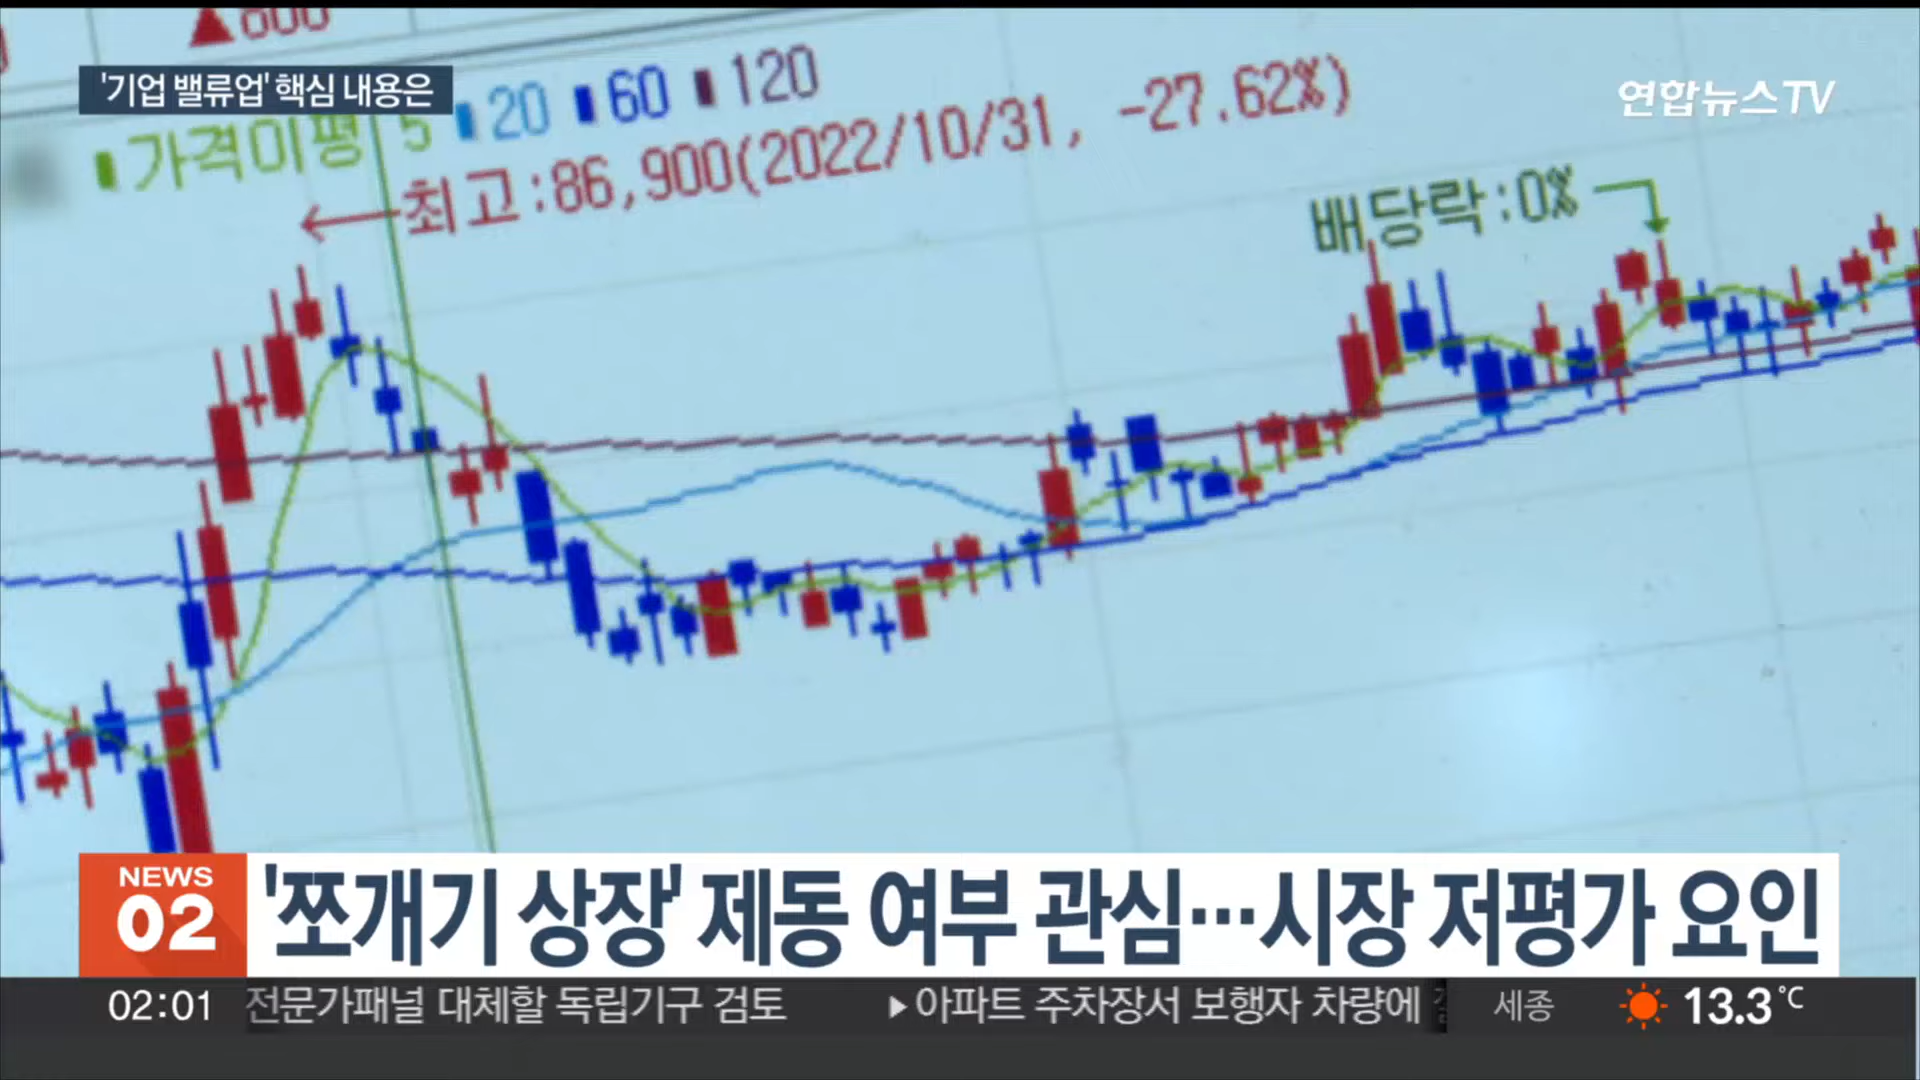 '기업 밸류업' 핵심 내용은
연합뉴스TV
가격이평 5 20 60 120
최고:86,900(2022/10/31, -27.62%)
배당락:0%
NEWS
02
'쪼개기 상장' 제동 여부 관심…시장 저평가 요인
02:01 전문가패널 대체할 독립기구 검토 ▶아파트 주차장서 보행자 차량에 세종 13.3℃